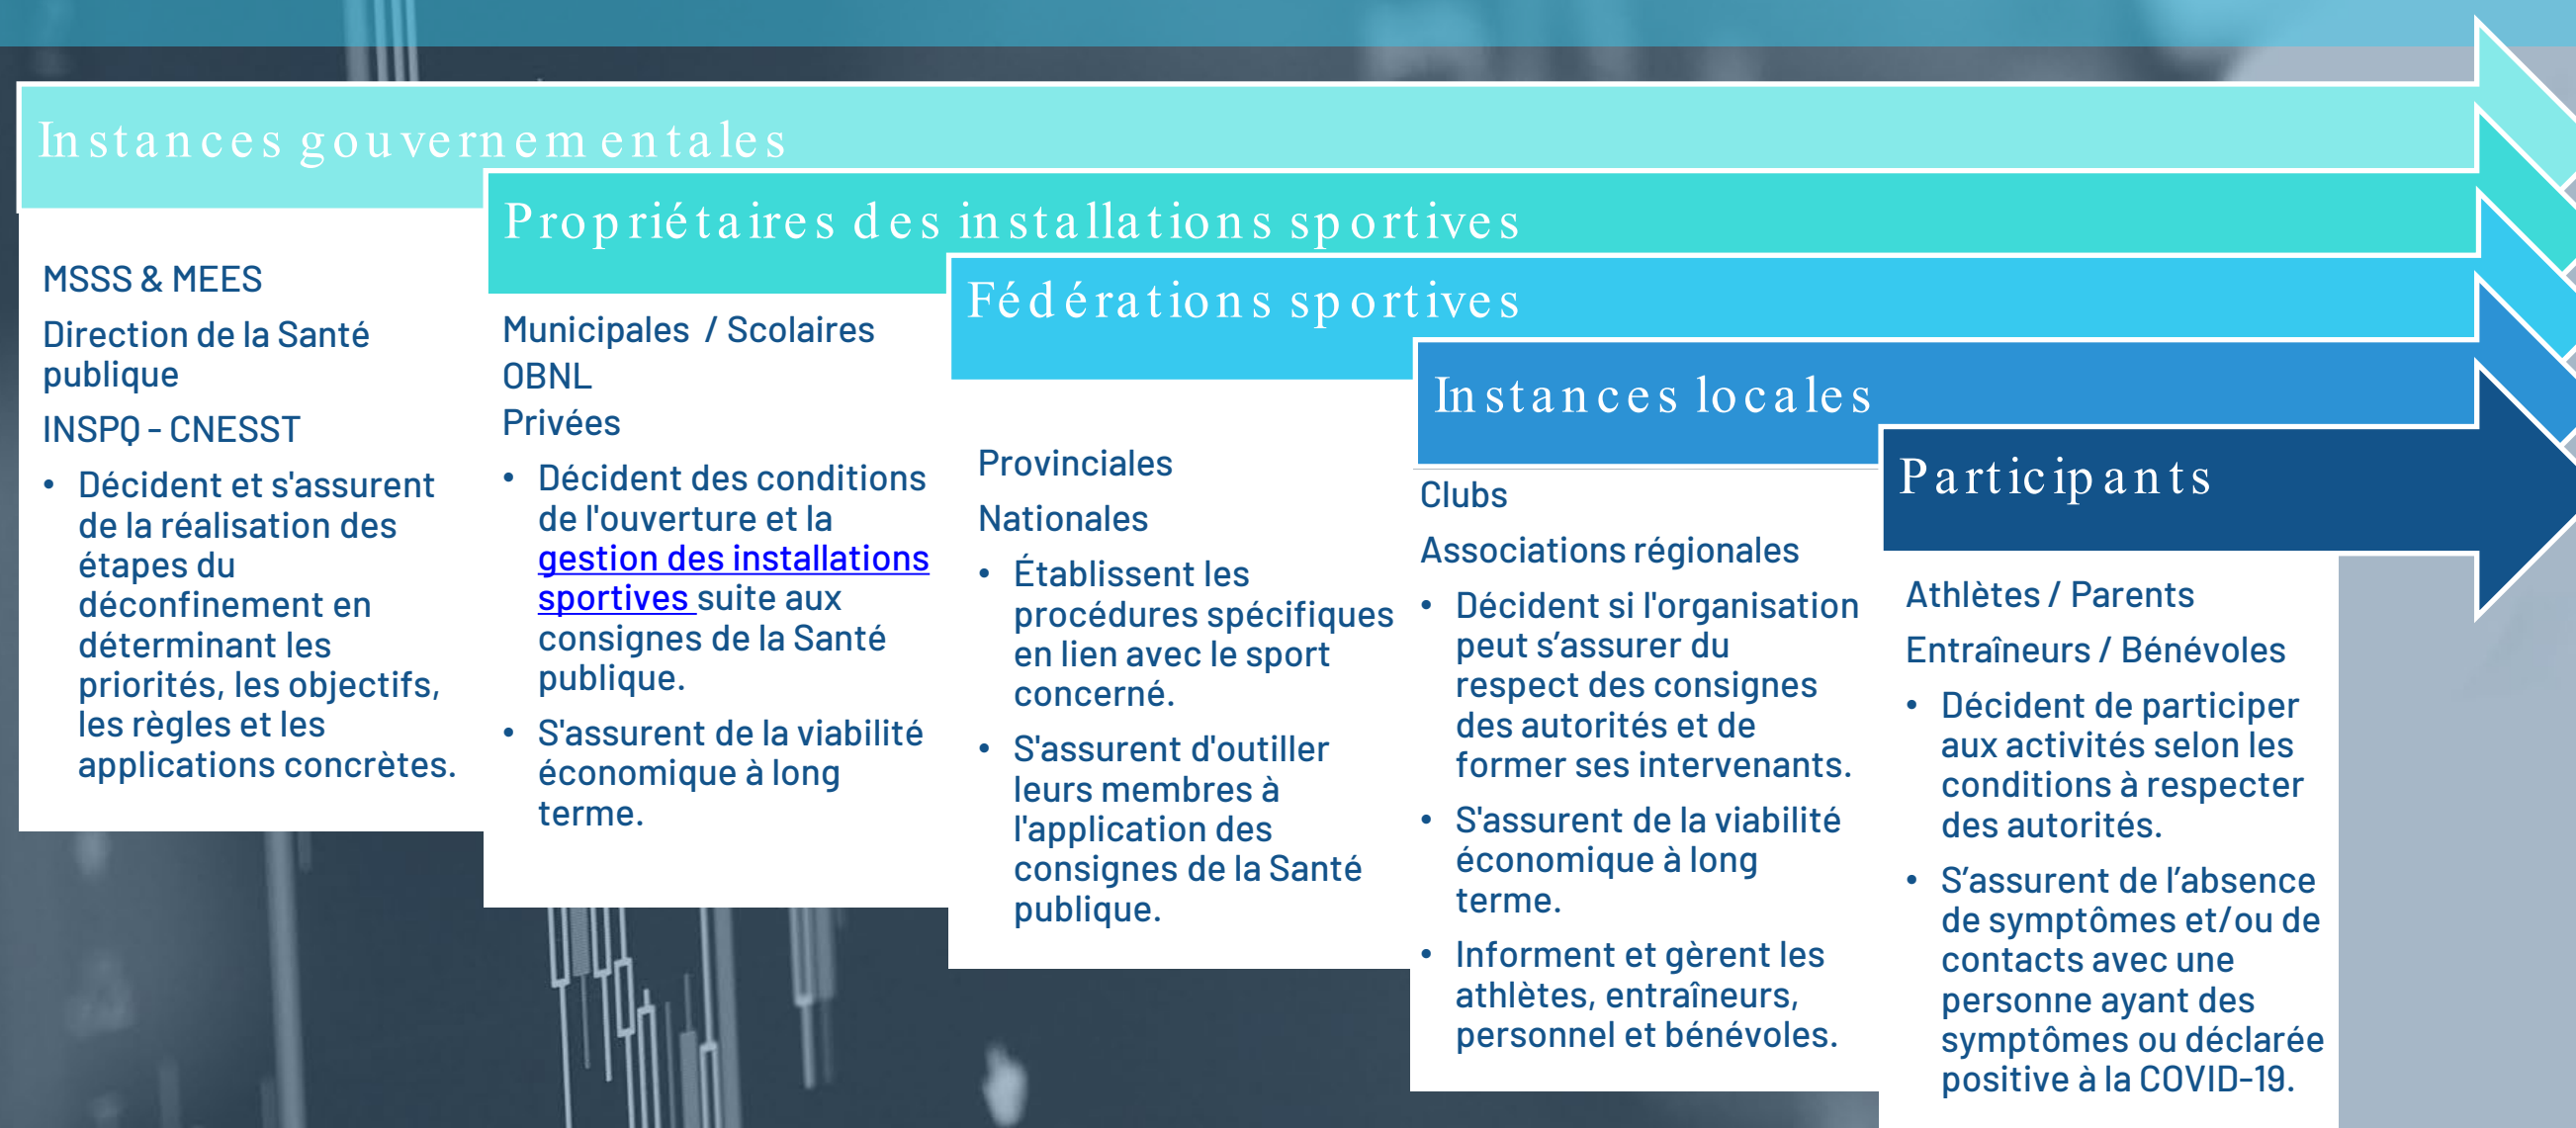 Instances gouvernementales
MSSS & MEES
Direction de la Santé
publique
INSPQ - CNESST
• Décident et s'assurent
de la réalisation des
étapes du
déconfinement en
déterminant les
priorités, les objectifs,
les règles et les
applications concrètes.
Propriétaires des installations sportives
Municipales / Scolaires
OBNL
Privées
• Décident des conditions
de l'ouverture et la
gestion des installations
sportives suite aux
consignes de la Santé
publique.
• S'assurent de la viabilité
économique à long
terme.
Fédérations sportives
Provinciales
Nationales
• Établissent les
procédures spécifiques
en lien avec le sport
concerné.
• S'assurent d'outiller
leurs membres à
l'application des
consignes de la Santé
publique.
Instances locales
Clubs
Associations régionales
• Décident si l'organisation
peut s’assurer du
respect des consignes
des autorités et de
former ses intervenants.
• S'assurent de la viabilité
économique à long
terme.
• Informent et gèrent les
athlètes, entraîneurs,
personnel et bénévoles.
Participants
Athlètes / Parents
Entraîneurs / Bénévoles
• Décident de participer
aux activités selon les
conditions à respecter
des autorités.
• S’assurent de l’absence
de symptômes et/ou de
contacts avec une
personne ayant des
symptômes ou déclarée
positive à la COVID-19.